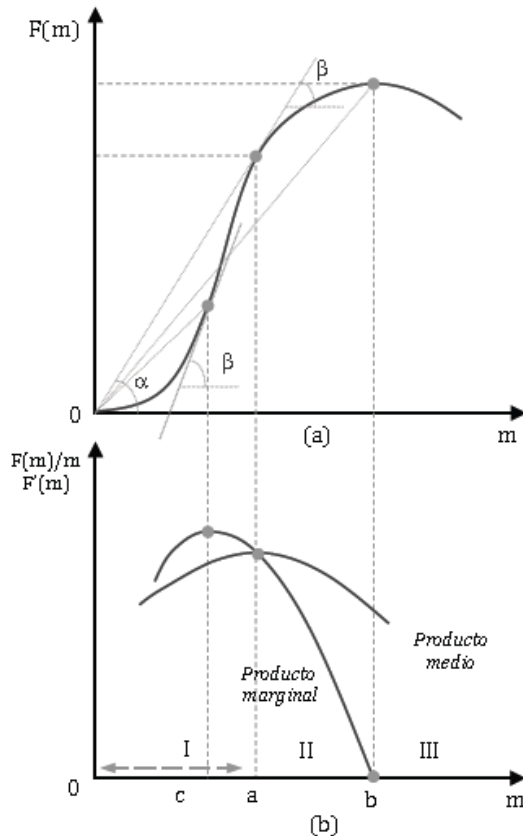 F(m)
β
α
β
0
(a)
m
F(m)/m
F'(m)
Producto
medio
Producto
marginal
I
II
III
0
c
a
b
m
(b)